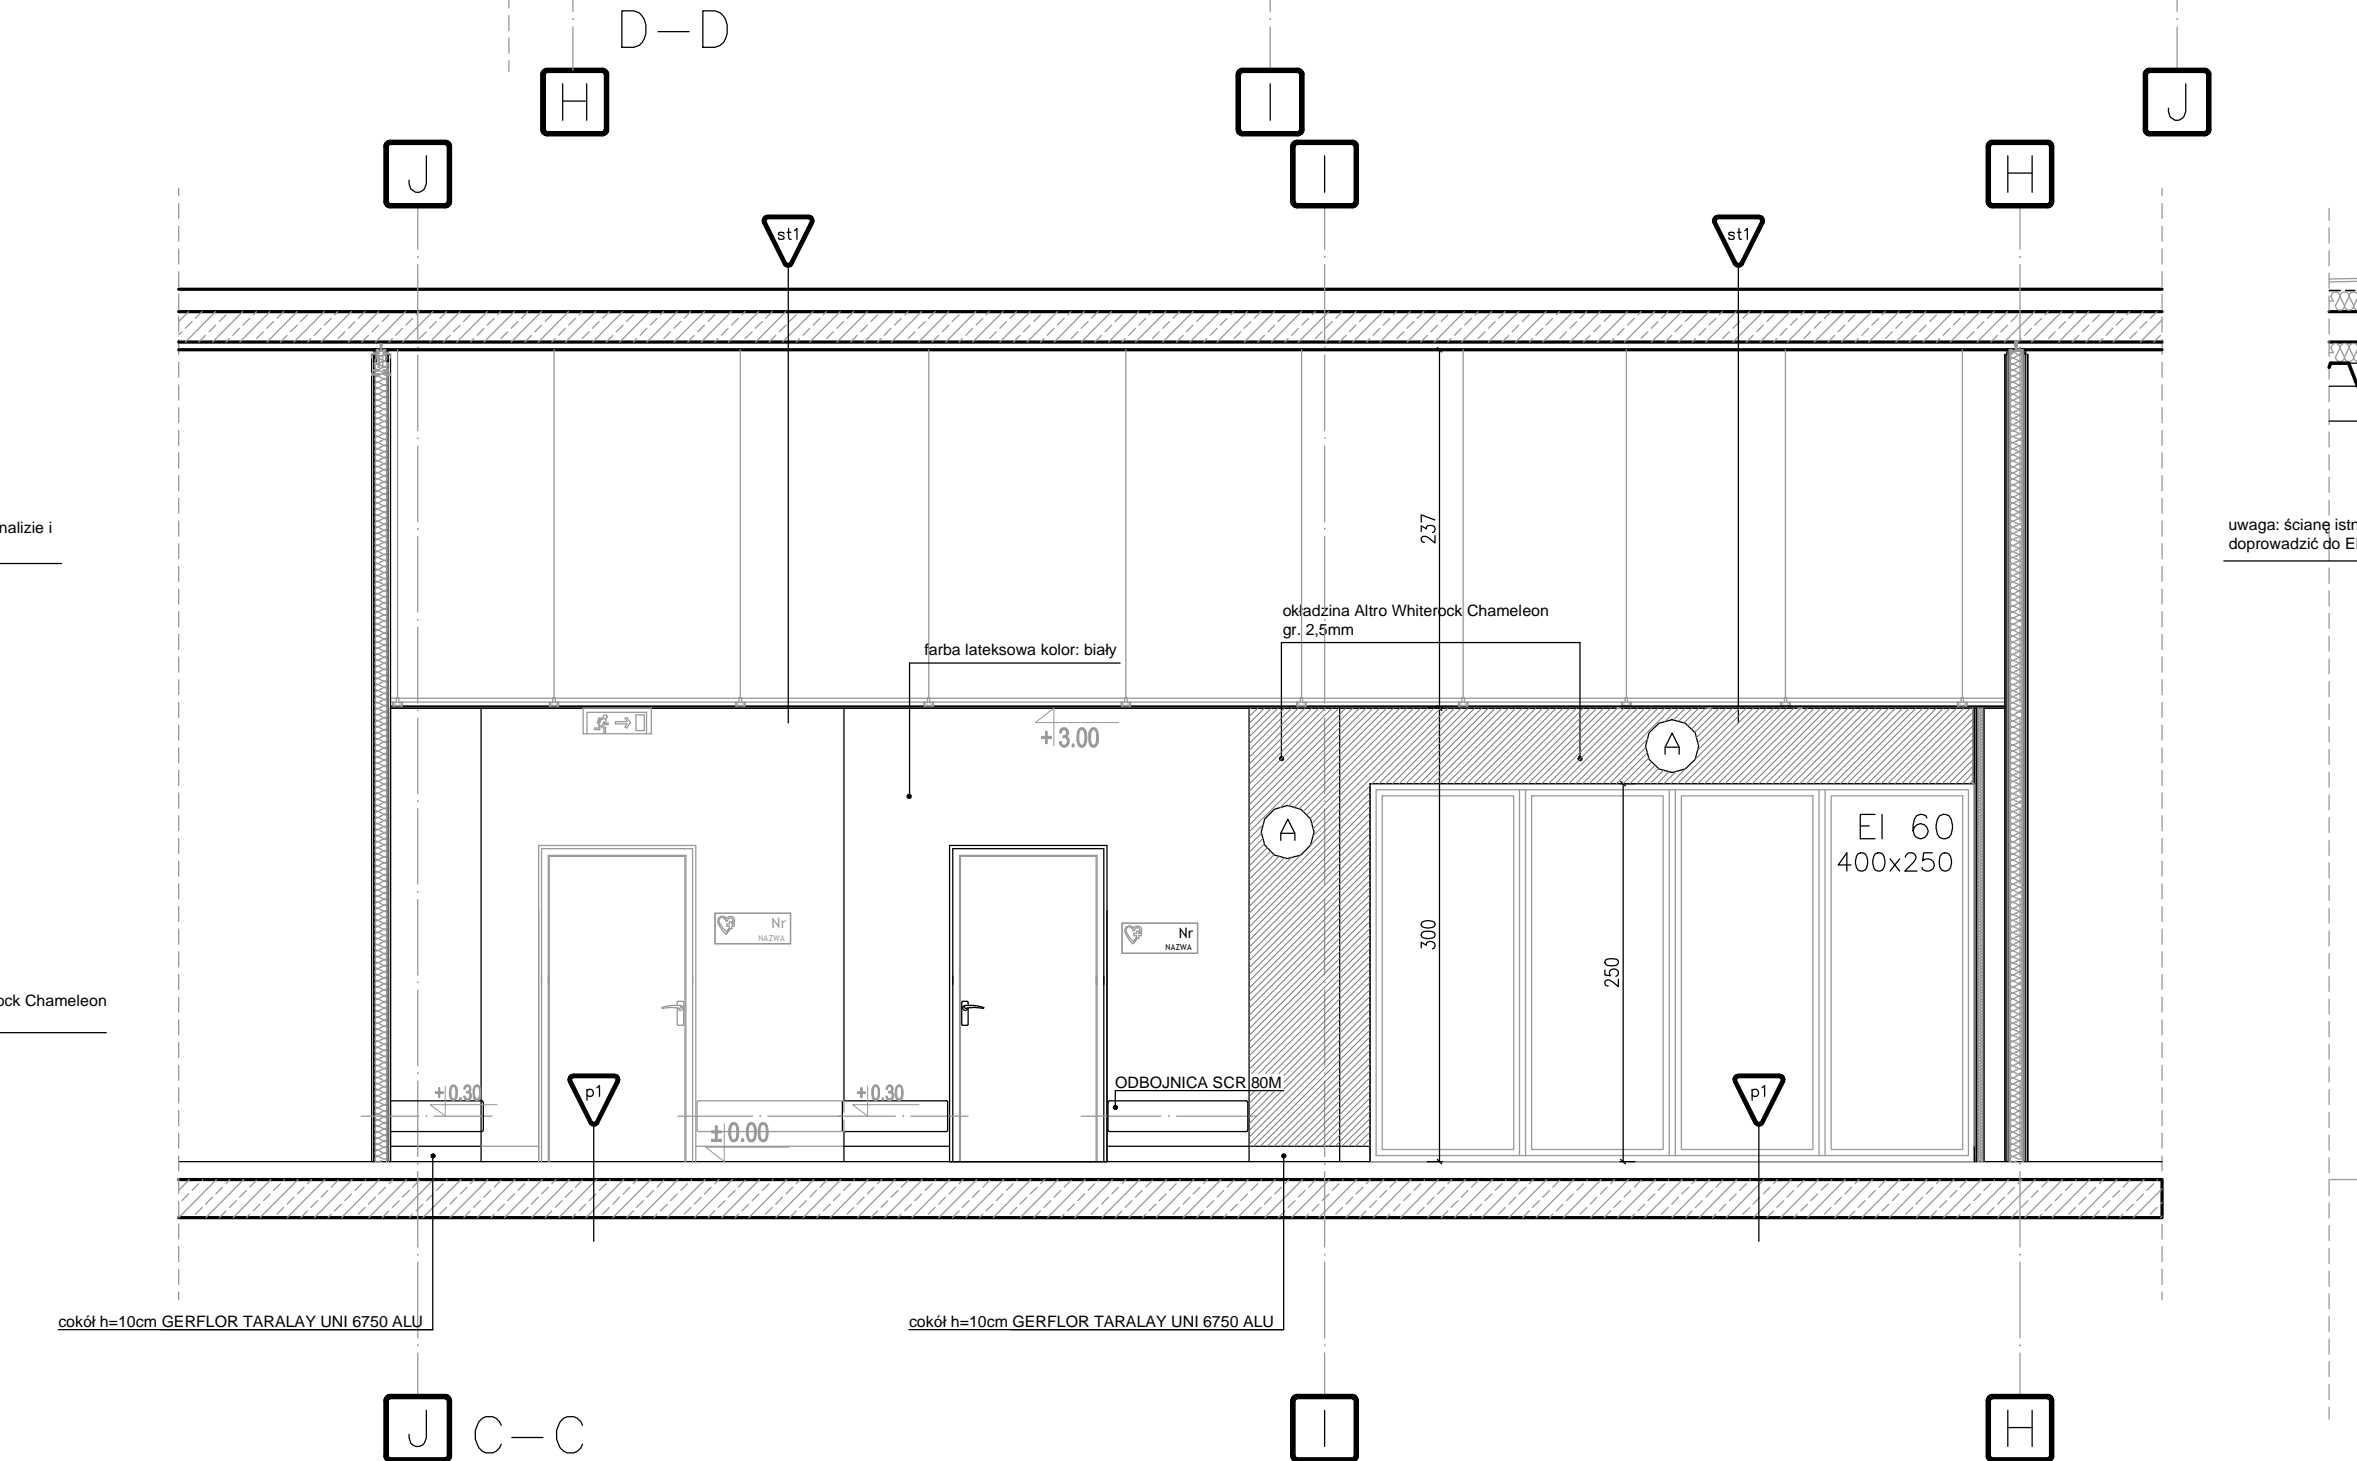 D-D
H
I
J
J
I
H
st1
st1
nalizie i
uwaga: ścianę istn
doprowadzić do EI
237
okładzina Altro Whiterock Chameleon
gr. 2,5mm
farba lateksowa kolor: biały
+3.00
A
A
EI 60
400x250
Nr
NAZWA
Nr
NAZWA
300
250
ock Chameleon
ODBOJNICA SCR 80M
p1
p1
+0.30
+0.30
±0.00
cokół h=10cm GERFLOR TARALAY UNI 6750 ALU
cokół h=10cm GERFLOR TARALAY UNI 6750 ALU
J
C-C
I
H